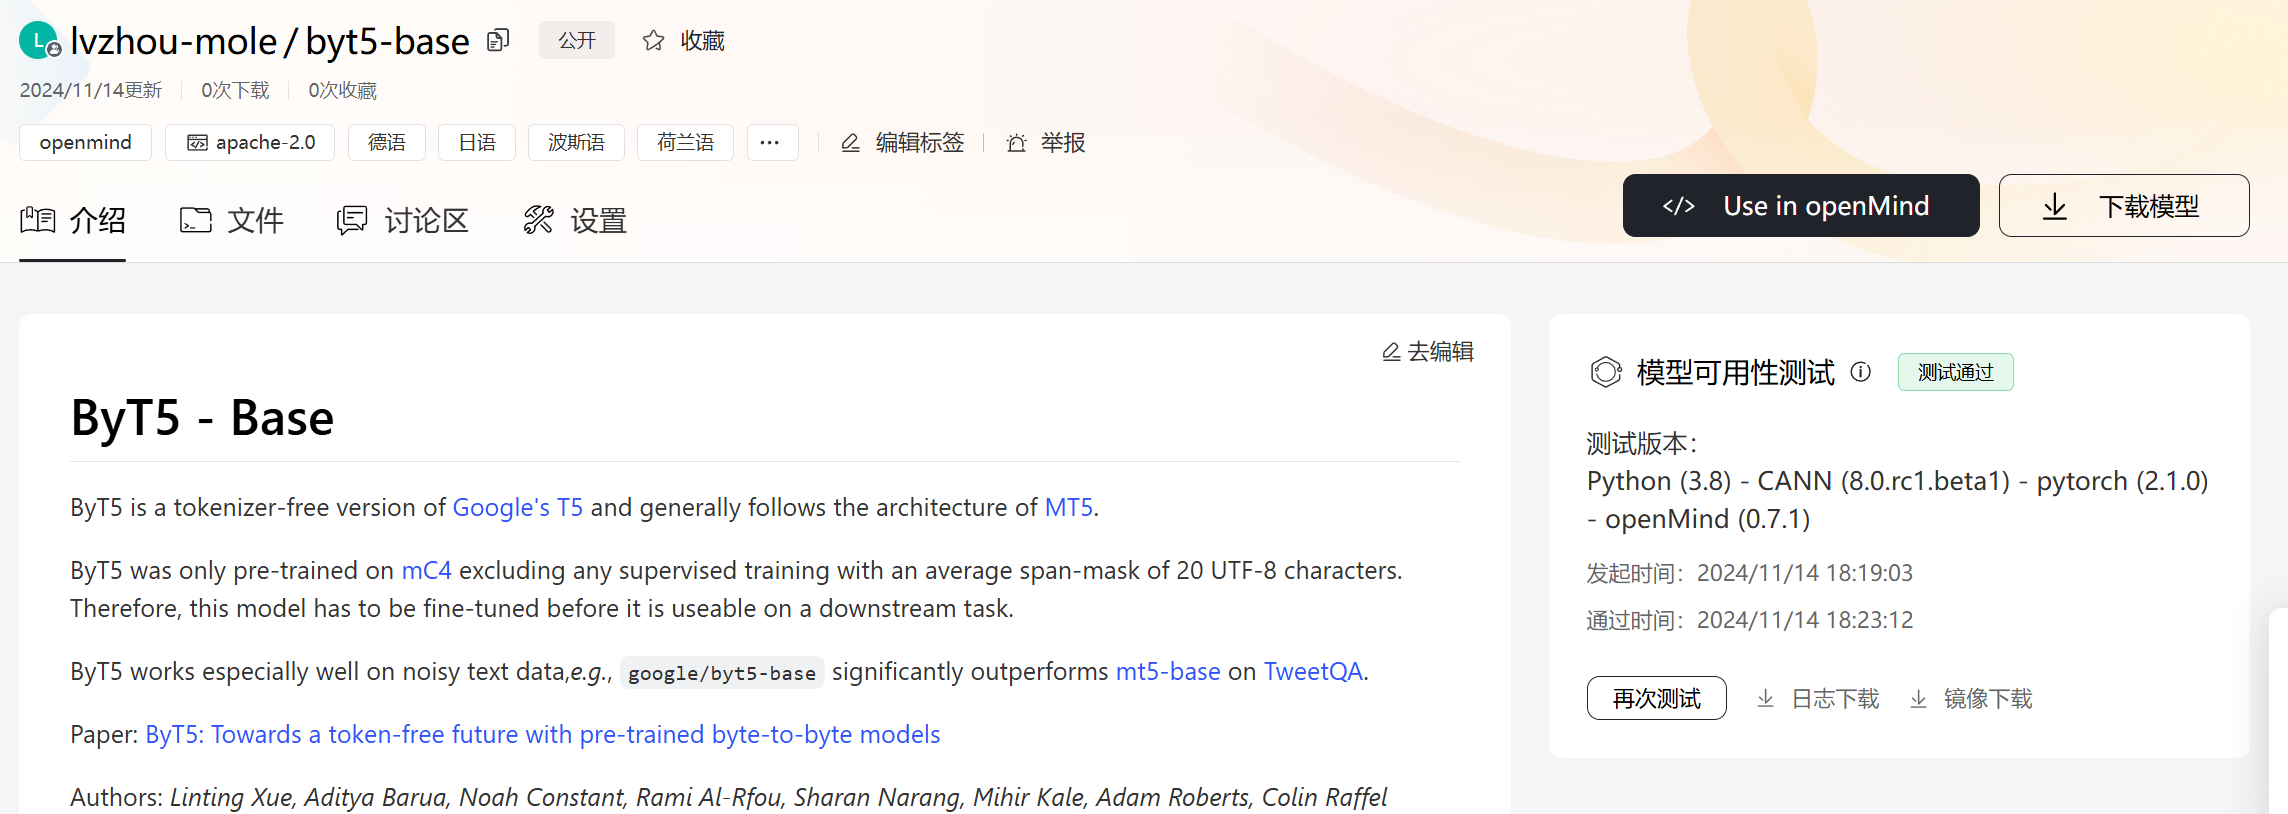 L lvzhou-mole / byt5-base 公开 收藏
2024/11/14更新 0次下载 0次收藏
openmind apache-2.0 德语 日语 波斯语 荷兰语 ··· 编辑标签 举报
介绍 文件 讨论区 设置 </> Use in openMind 下载模型
去编辑
ByT5 - Base
ByT5 is a tokenizer-free version of Google's T5 and generally follows the architecture of MT5.
ByT5 was only pre-trained on mC4 excluding any supervised training with an average span-mask of 20 UTF-8 characters.
Therefore, this model has to be fine-tuned before it is useable on a downstream task.
ByT5 works especially well on noisy text data,e.g., google/byt5-base significantly outperforms mt5-base on TweetQA.
Paper: ByT5: Towards a token-free future with pre-trained byte-to-byte models
Authors: Linting Xue, Aditya Barua, Noah Constant, Rami Al-Rfou, Sharan Narang, Mihir Kale, Adam Roberts, Colin Raffel
模型可用性测试 测试通过
测试版本：
Python (3.8) - CANN (8.0.rc1.beta1) - pytorch (2.1.0)
- openMind (0.7.1)
发起时间：2024/11/14 18:19:03
通过时间：2024/11/14 18:23:12
再次测试 日志下载 镜像下载